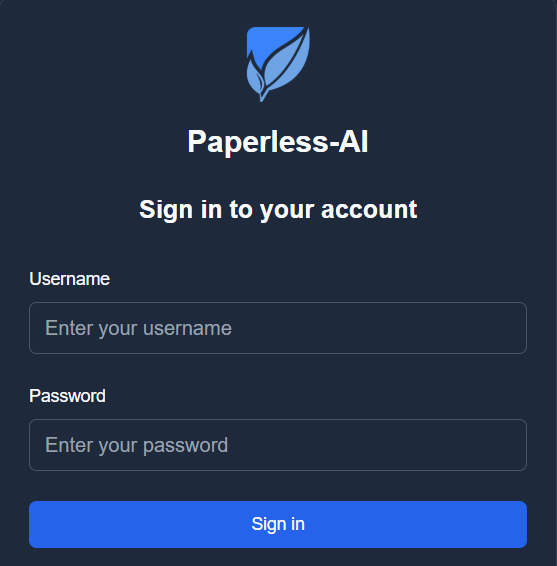 Paperless-AI
Sign in to your account
Username
Enter your username
Password
Enter your password
Sign in